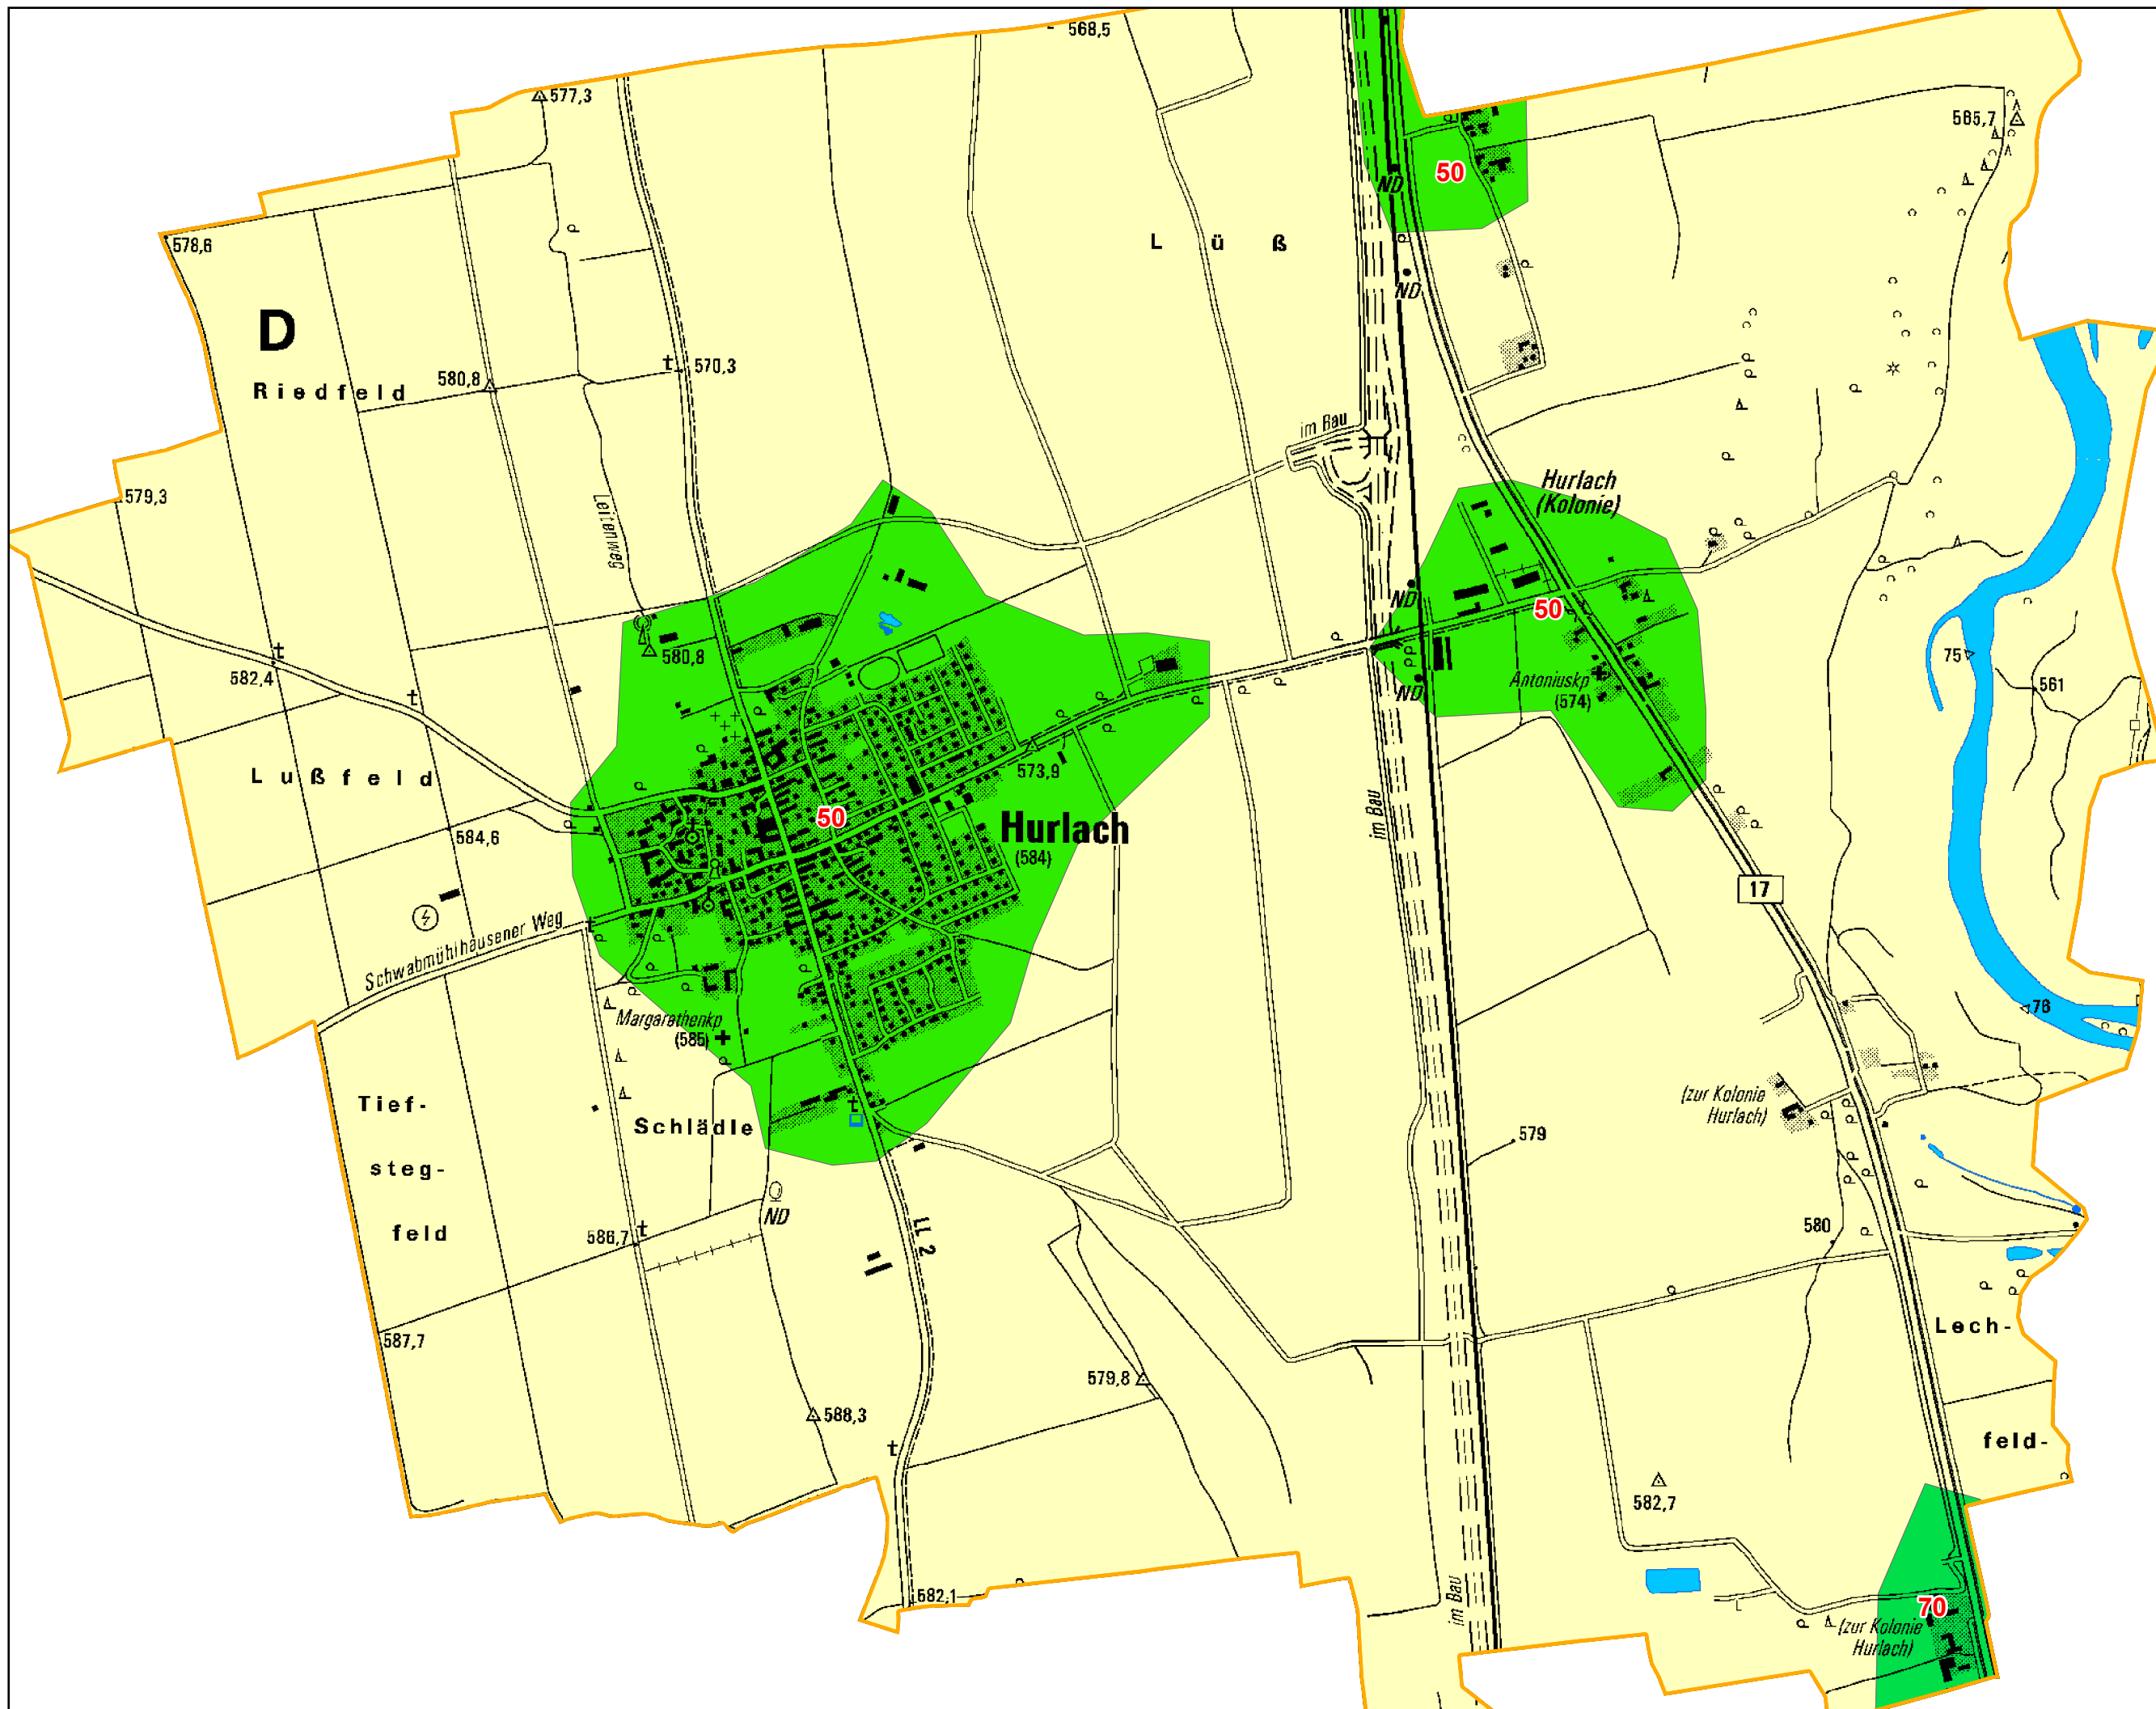 568,5
577,3
565,7
50
ND
578,6
L ü ß
ND
D
570,3
580,8
Riedfeld
im Bau
Hurlach
(Kolonie)
579,3
Leitenweg
ND
50
580,8
582,4
75
561
Antoniuskp
(574)
ND
573,9
Lußfeld
im Bau
50
Hurlach
(584)
584,6
17
Schwabmühlhausener Weg
76
Margarethenkp
(585)
Tief-
steg-
feld
Schlädle
(zur Kolonie
Hurlach)
579
ND
586,7
LL 2
580
587,7
Lech-
feld-
579,8
588,3
582,7
im Bau
582,1
70
(zur Kolonie
Hurlach)